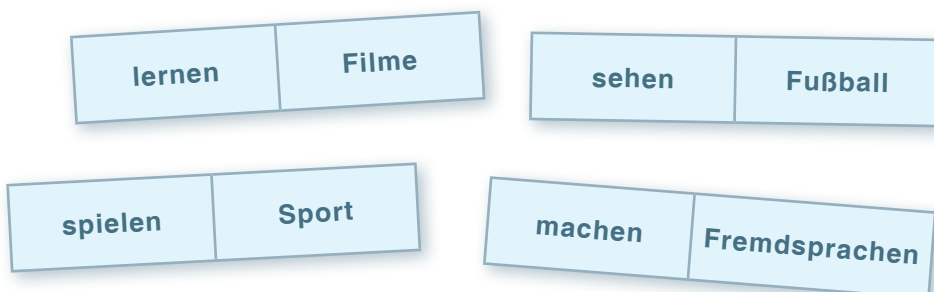 lernen Filme
sehen Fußball
spielen Sport
machen Fremdsprachen